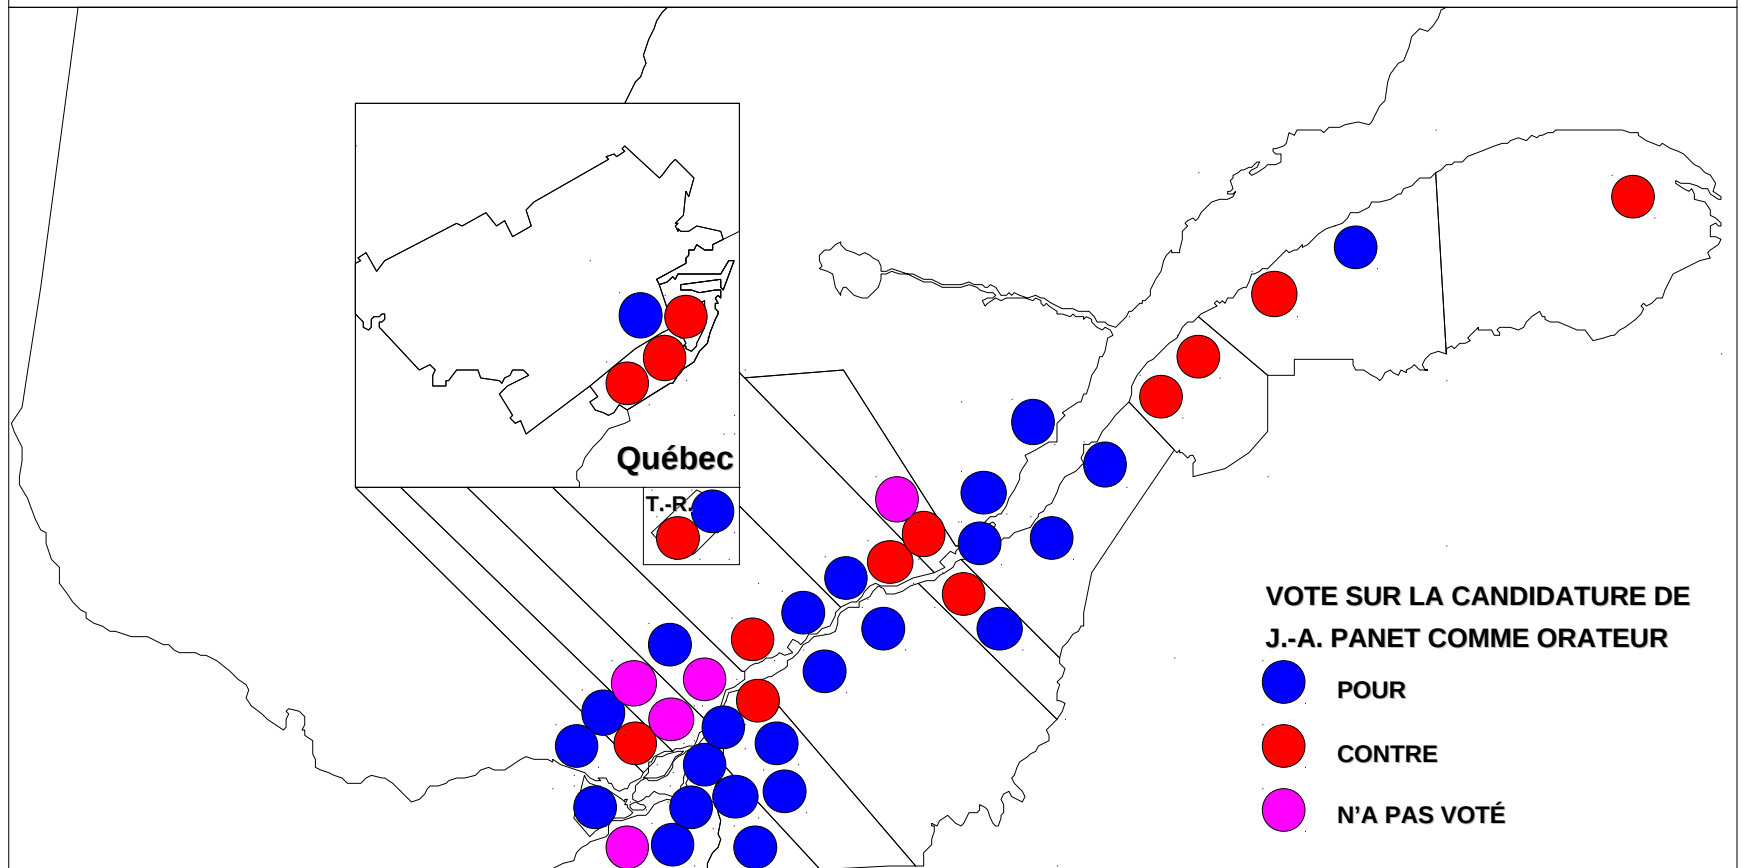 Québec
T.-R.
VOTE SUR LA CANDIDATURE DE
J.-A. PANET COMME ORATEUR
POUR
CONTRE
N’A PAS VOTÉ